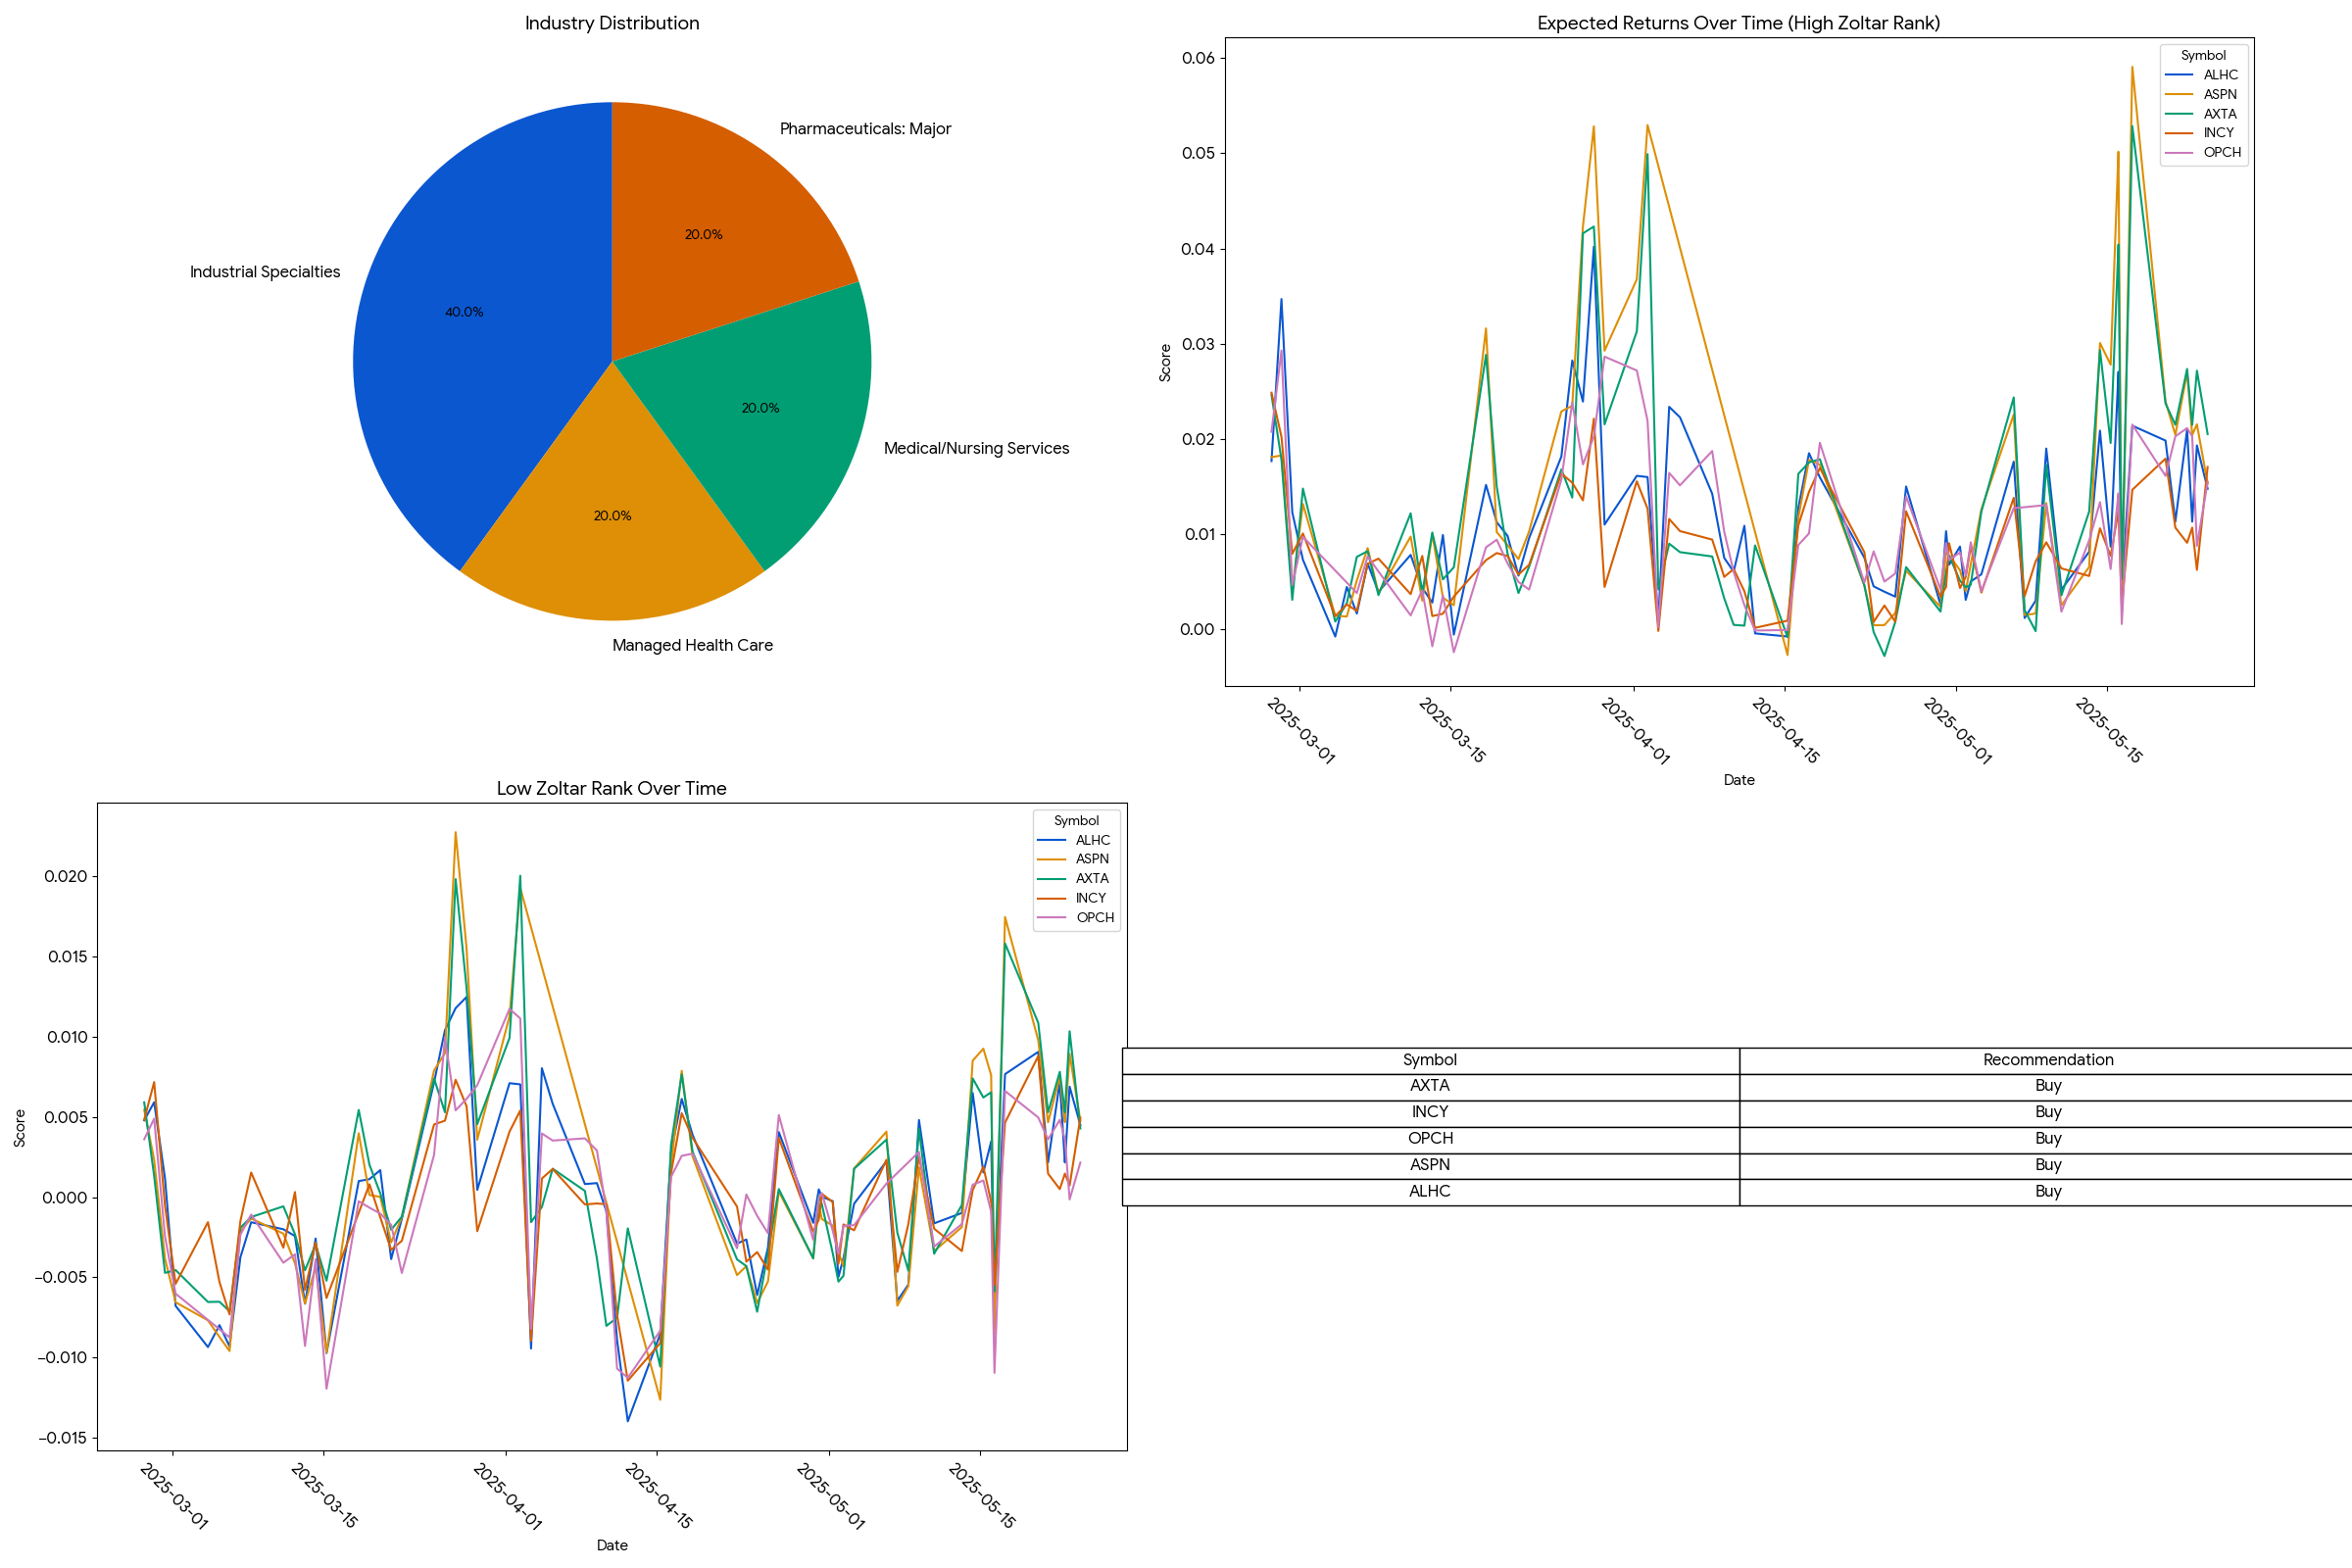 Industry Distribution
Pharmaceuticals: Major
20.0%
Industrial Specialties
40.0%
20.0%
Medical/Nursing Services
20.0%
Managed Health Care
Expected Returns Over Time (High Zoltar Rank)
Symbol
ALHC
ASPN
AXTA
INCY
OPCH
0.06
0.05
0.04
0.03
0.02
0.01
0.00
Score
2025-03-01
2025-03-15
2025-04-01
2025-04-15
2025-05-01
2025-05-15
Date
Low Zoltar Rank Over Time
Symbol
ALHC
ASPN
AXTA
INCY
OPCH
0.020
0.015
0.010
0.005
0.000
−0.005
−0.010
−0.015
Score
2025-03-01
2025-03-15
2025-04-01
2025-04-15
2025-05-01
2025-05-15
Date
Symbol Recommendation
AXTA Buy
INCY Buy
OPCH Buy
ASPN Buy
ALHC Buy